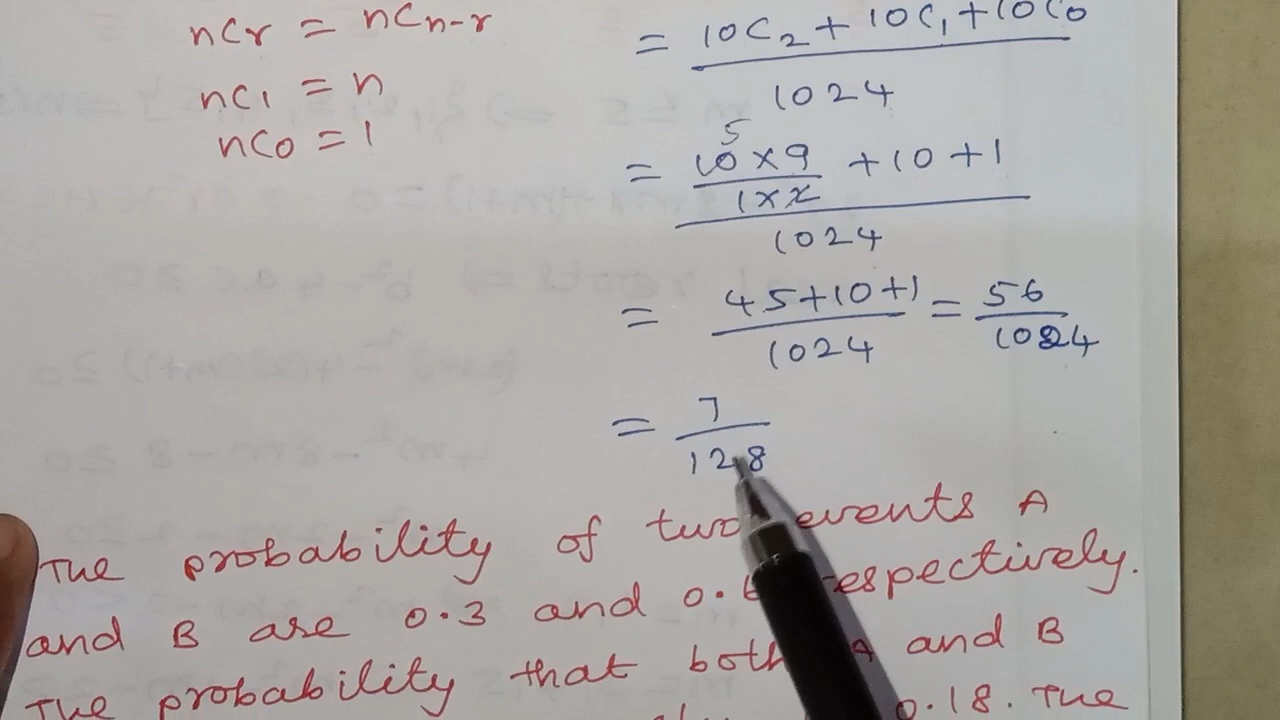 nCr = nCn-r
nC1 = n
nC0 = 1
= 10C2 + 10C1 + 10C0
1024
5
= 10 × 9 + 10 + 1
1 × 2
1024
= 45+10+1 = 56
1024 1024
= 7
128
The probability of two events A
and B are 0.3 and respectively.
The probability that both A and B
0.18. The